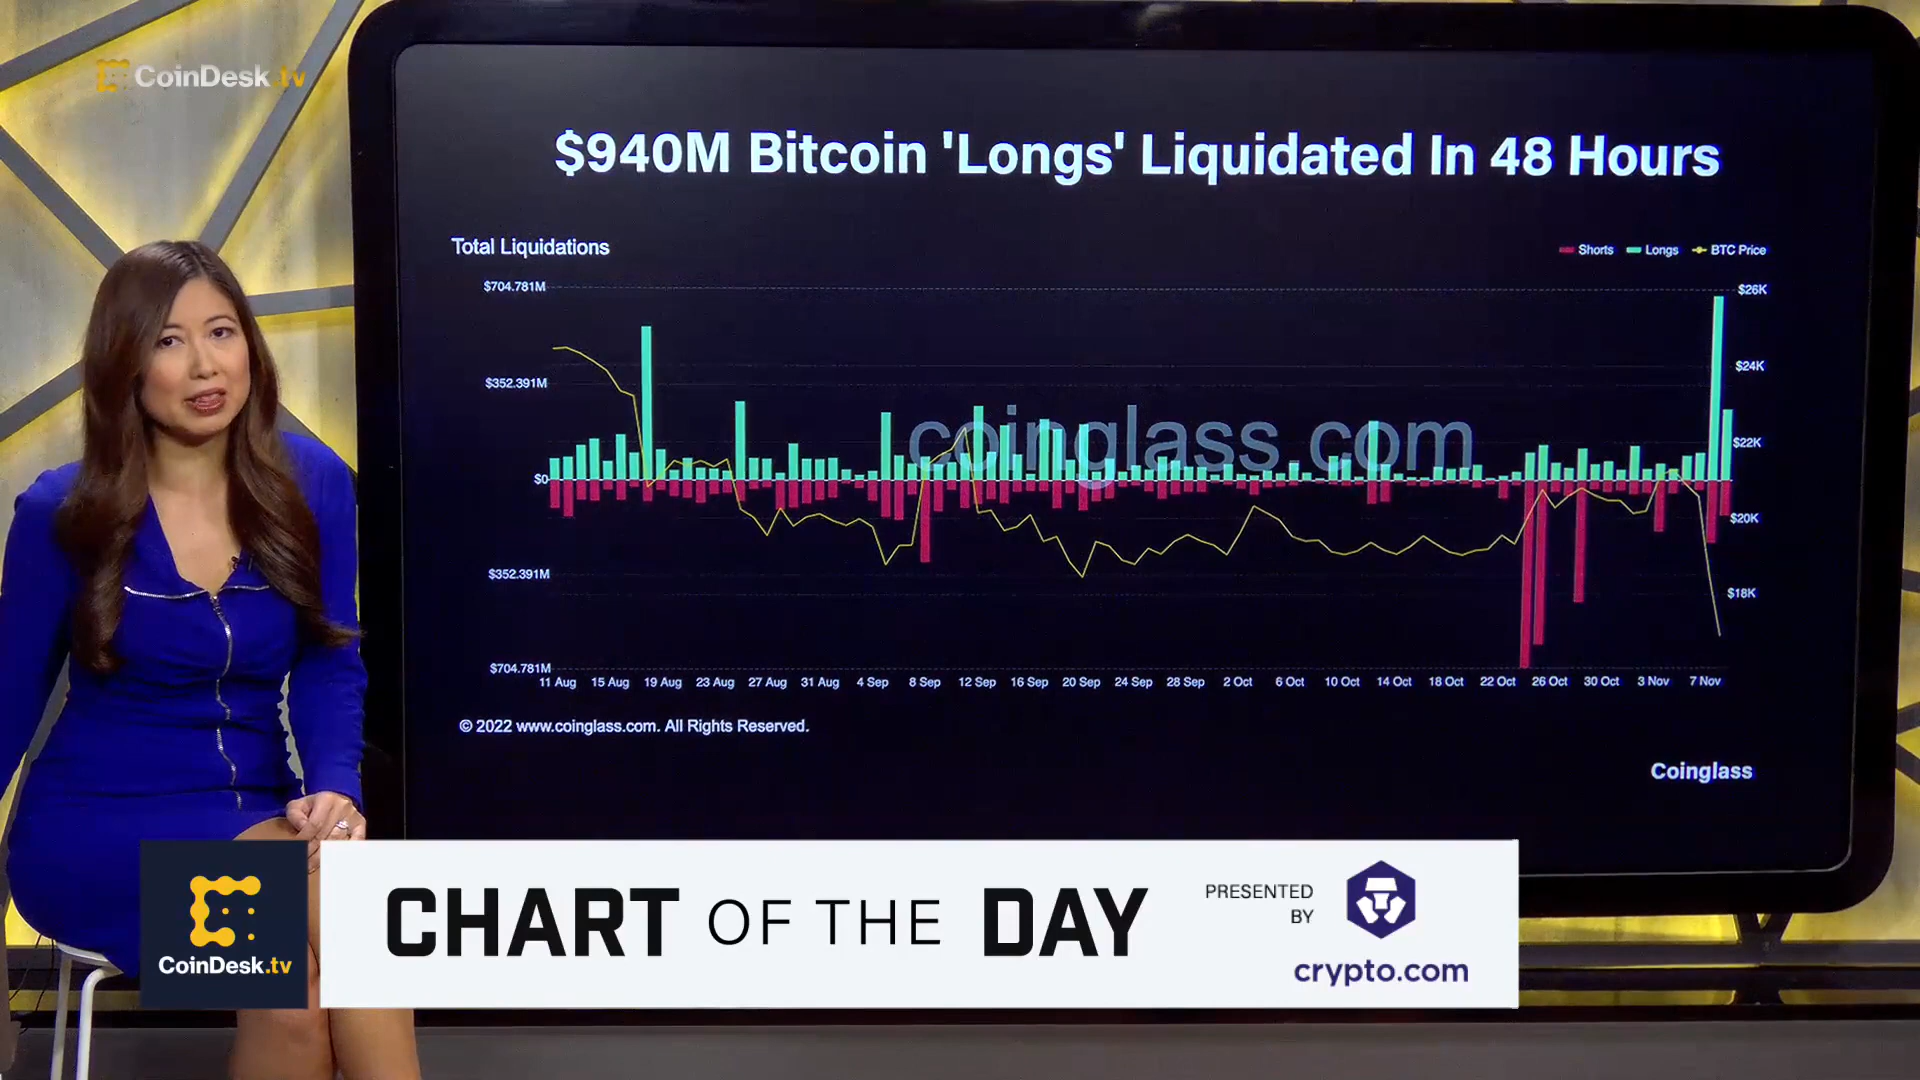 CoinDesk.tv
$940M Bitcoin 'Longs' Liquidated In 48 Hours
Total Liquidations
Shorts Longs BTC Price
$704.781M
$352.391M
$0
$352.391M
$704.781M
$26K
$24K
$22K
$20K
$18K
coinglass.com
11 Aug 15 Aug 19 Aug 23 Aug 27 Aug 31 Aug 4 Sep 8 Sep 12 Sep 16 Sep 20 Sep 24 Sep 28 Sep 2 Oct 6 Oct 10 Oct 14 Oct 18 Oct 22 Oct 26 Oct 30 Oct 3 Nov 7 Nov
© 2022 www.coinglass.com. All Rights Reserved.
Coinglass
CoinDesk.tv
CHART OF THE DAY
PRESENTED
BY
crypto.com